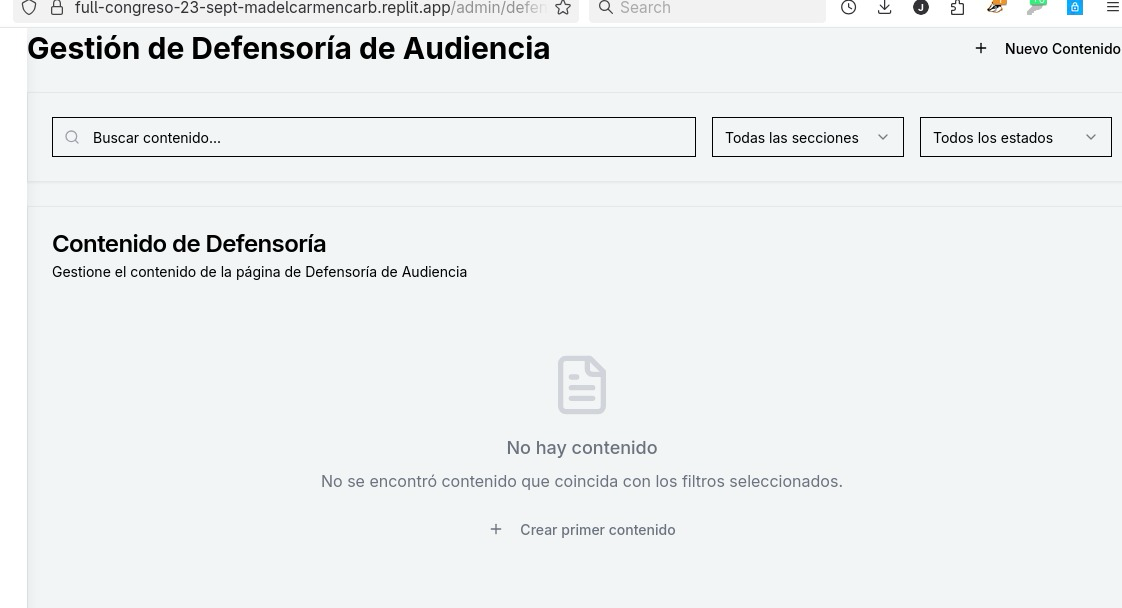 full-congreso-23-sept-madelcarmencarb.replit.app/admin/defen
Search
Gestión de Defensoría de Audiencia
Nuevo Contenido
Buscar contenido...
Todas las secciones
Todos los estados
Contenido de Defensoría
Gestione el contenido de la página de Defensoría de Audiencia
No hay contenido
No se encontró contenido que coincida con los filtros seleccionados.
Crear primer contenido